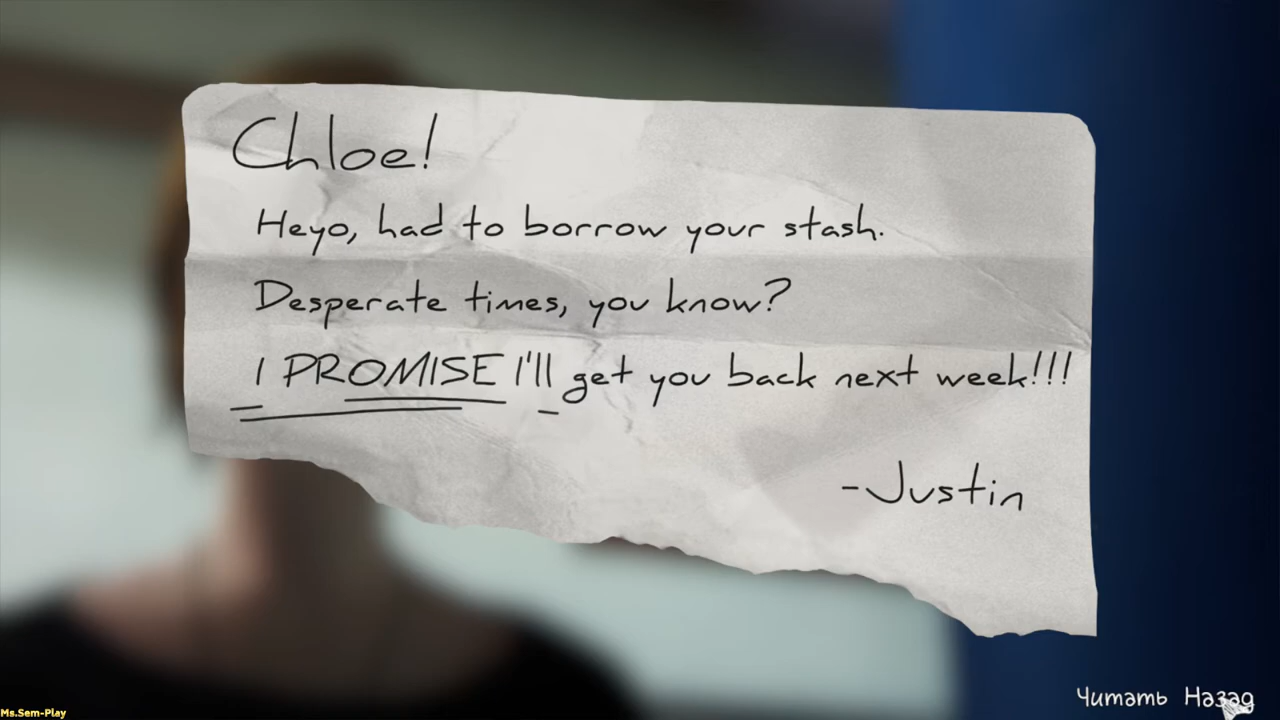 Chloe!
Heyo, had to borrow your stash.
Desperate times, you know?
I PROMISE I'll get you back next week!!!
-Justin
Читать Назад
Ms.Sem-Play